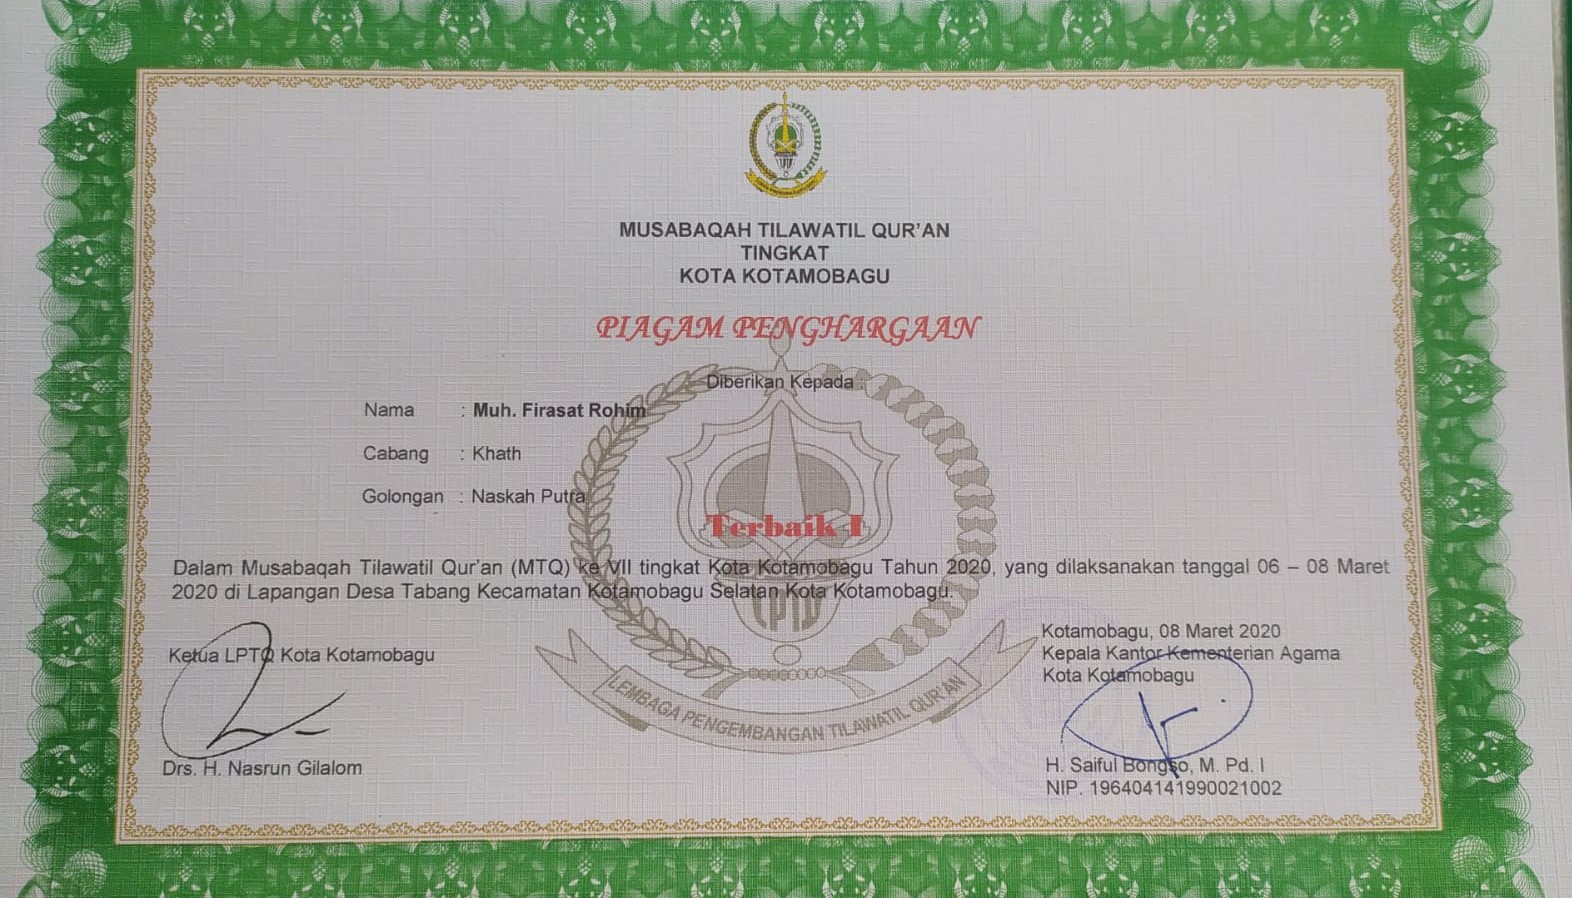 MUSABAQAH TILAWATIL QUR'AN
TINGKAT
KOTA KOTAMOBAGU
PIAGAM PENGHARGAAN
Diberikan Kepada :
Nama : Muh. Firasat Rohim
Cabang : Khath
Golongan : Naskah Putra
Terbaik I
Dalam Musabaqah Tilawatil Qur'an (MTQ) ke VII tingkat Kota Kotamobagu Tahun 2020, yang dilaksanakan tanggal 06 – 08 Maret
2020 di Lapangan Desa Tabang Kecamatan Kotamobagu Selatan Kota Kotamobagu.
LPTQ
LEMBAGA PENGEMBANGAN TILAWATIL QUR'AN
Ketua LPTQ Kota Kotamobagu
Drs. H. Nasrun Gilalom
Kotamobagu, 08 Maret 2020
Kepala Kantor Kementerian Agama
Kota Kotamobagu
H. Saiful Bongso, M. Pd. I
NIP. 196404141990021002